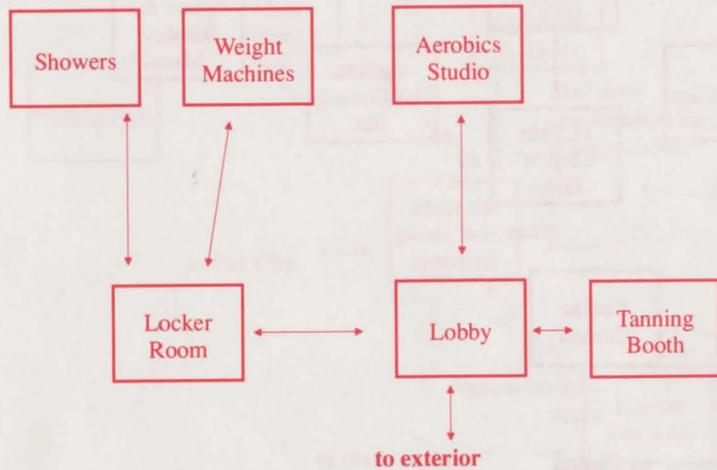 Showers
Weight
Machines
Aerobics
Studio
Locker
Room
Lobby
Tanning
Booth
to exterior